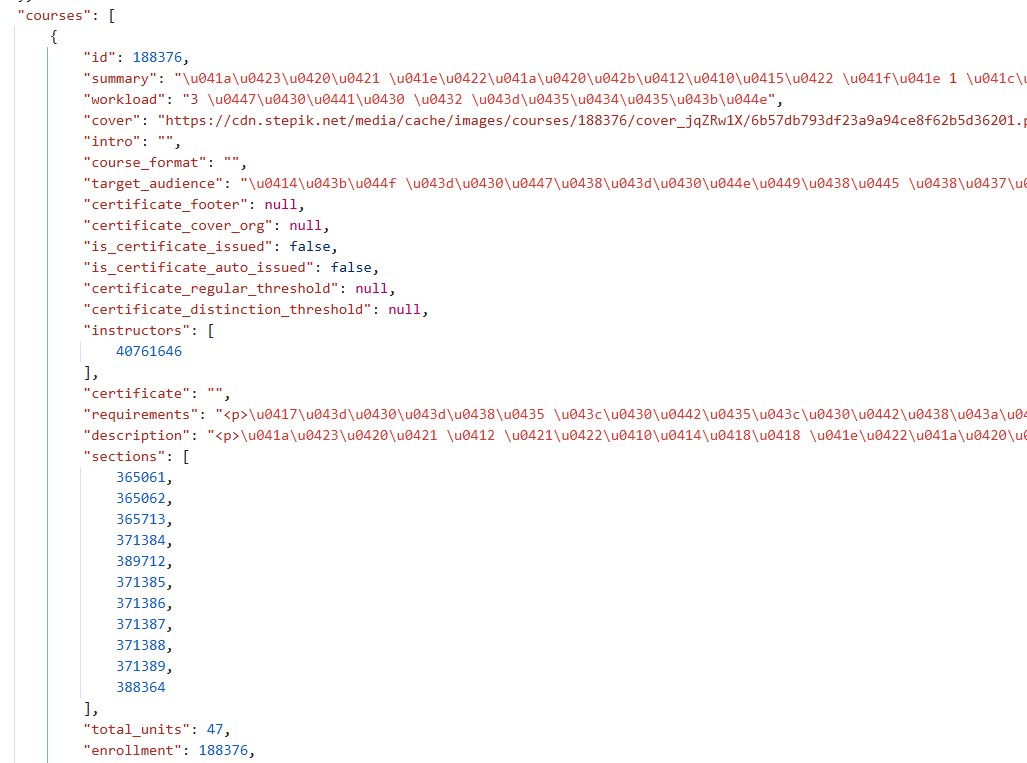 "courses": [
{
"id": 188376,
"summary": "\u041a\u0423\u0420\u0421 \u041e\u0422\u041a\u0420\u042b\u0412\u0410\u0415\u0422 \u041f\u041e 1 \u041c\u
"workload": "3 \u0447\u0430\u0441\u0430 \u0432 \u043d\u0435\u0434\u0435\u043b\u044e",
"cover": "https://cdn.stepik.net/media/cache/images/courses/188376/cover_jqZRw1X/6b57db793df23a9a94ce8f62b5d36201.p
"intro": "",
"course_format": "",
"target_audience": "\u0414\u043b\u044f \u043d\u0430\u0447\u0438\u043d\u0430\u044e\u0449\u0438\u0445 \u0438\u0437\u0
"certificate_footer": null,
"certificate_cover_org": null,
"is_certificate_issued": false,
"is_certificate_auto_issued": false,
"certificate_regular_threshold": null,
"certificate_distinction_threshold": null,
"instructors": [
40761646
],
"certificate": "",
"requirements": "<p>\u0417\u043d\u0430\u043d\u0438\u0435 \u043c\u0430\u0442\u0435\u043c\u0430\u0442\u0438\u043a\u04
"description": "<p>\u041a\u0423\u0420\u0421 \u0412 \u0421\u0422\u0410\u0414\u0418\u0418 \u041e\u0422\u041a\u0420\u0
"sections": [
365061,
365062,
365713,
371384,
389712,
371385,
371386,
371387,
371388,
371389,
388364
],
"total_units": 47,
"enrollment": 188376,